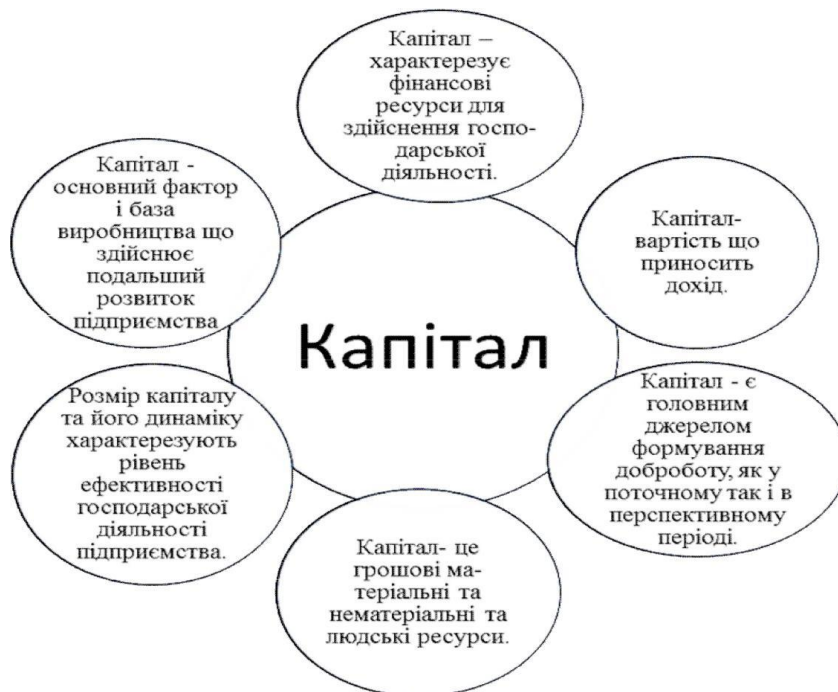 Капітал –
характерезує
фінансові
ресурси для
здійснення госпо-
дарської
діяльності.
Капітал-
вартість що
приносить
дохід.
Капітал - є
головним
джерелом
формування
доброботу, як у
поточному так і в
перспективному
періоді.
Капітал- це
грошові ма-
теріальні та
нематеріальні та
людські ресурси.
Розмір капіталу
та його динаміку
характерезують
рівень
ефективності
господарської
діяльності
підприємства.
Капітал -
основний фактор
і база
виробництва що
здійснює
подальший
розвиток
підприємства
Капітал